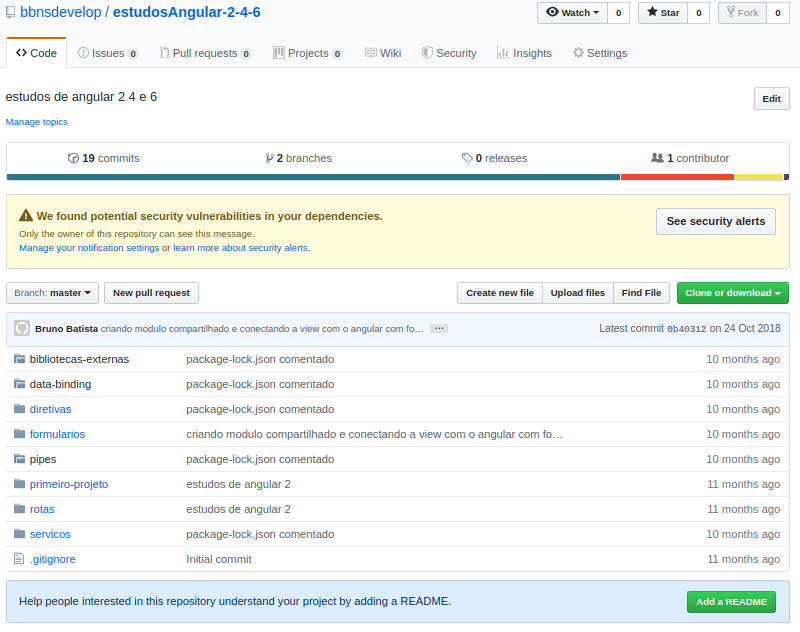 bbnsdevelop / estudosAngular-2-4-6
Watch 0 Star 0 Fork 0
Code Issues 0 Pull requests 0 Projects 0 Wiki Security Insights Settings
estudos de angular 2 4 e 6
Edit
Manage topics
19 commits 2 branches 0 releases 1 contributor
We found potential security vulnerabilities in your dependencies.
Only the owner of this repository can see this message.
Manage your notification settings or learn more about security alerts.
See security alerts
Branch: master New pull request Create new file Upload files Find File Clone or download
Bruno Batista criando modulo compartilhado e conectando a view com o angular com fo… … Latest commit 0b40312 on 24 Oct 2018
bibliotecas-externas package-lock.json comentado 10 months ago
data-binding package-lock.json comentado 10 months ago
diretivas package-lock.json comentado 10 months ago
formularios criando modulo compartilhado e conectando a view com o angular com fo… 10 months ago
pipes package-lock.json comentado 10 months ago
primeiro-projeto estudos de angular 2 11 months ago
rotas estudos de angular 2 11 months ago
servicos package-lock.json comentado 10 months ago
.gitignore Initial commit 11 months ago
Help people interested in this repository understand your project by adding a README.
Add a README